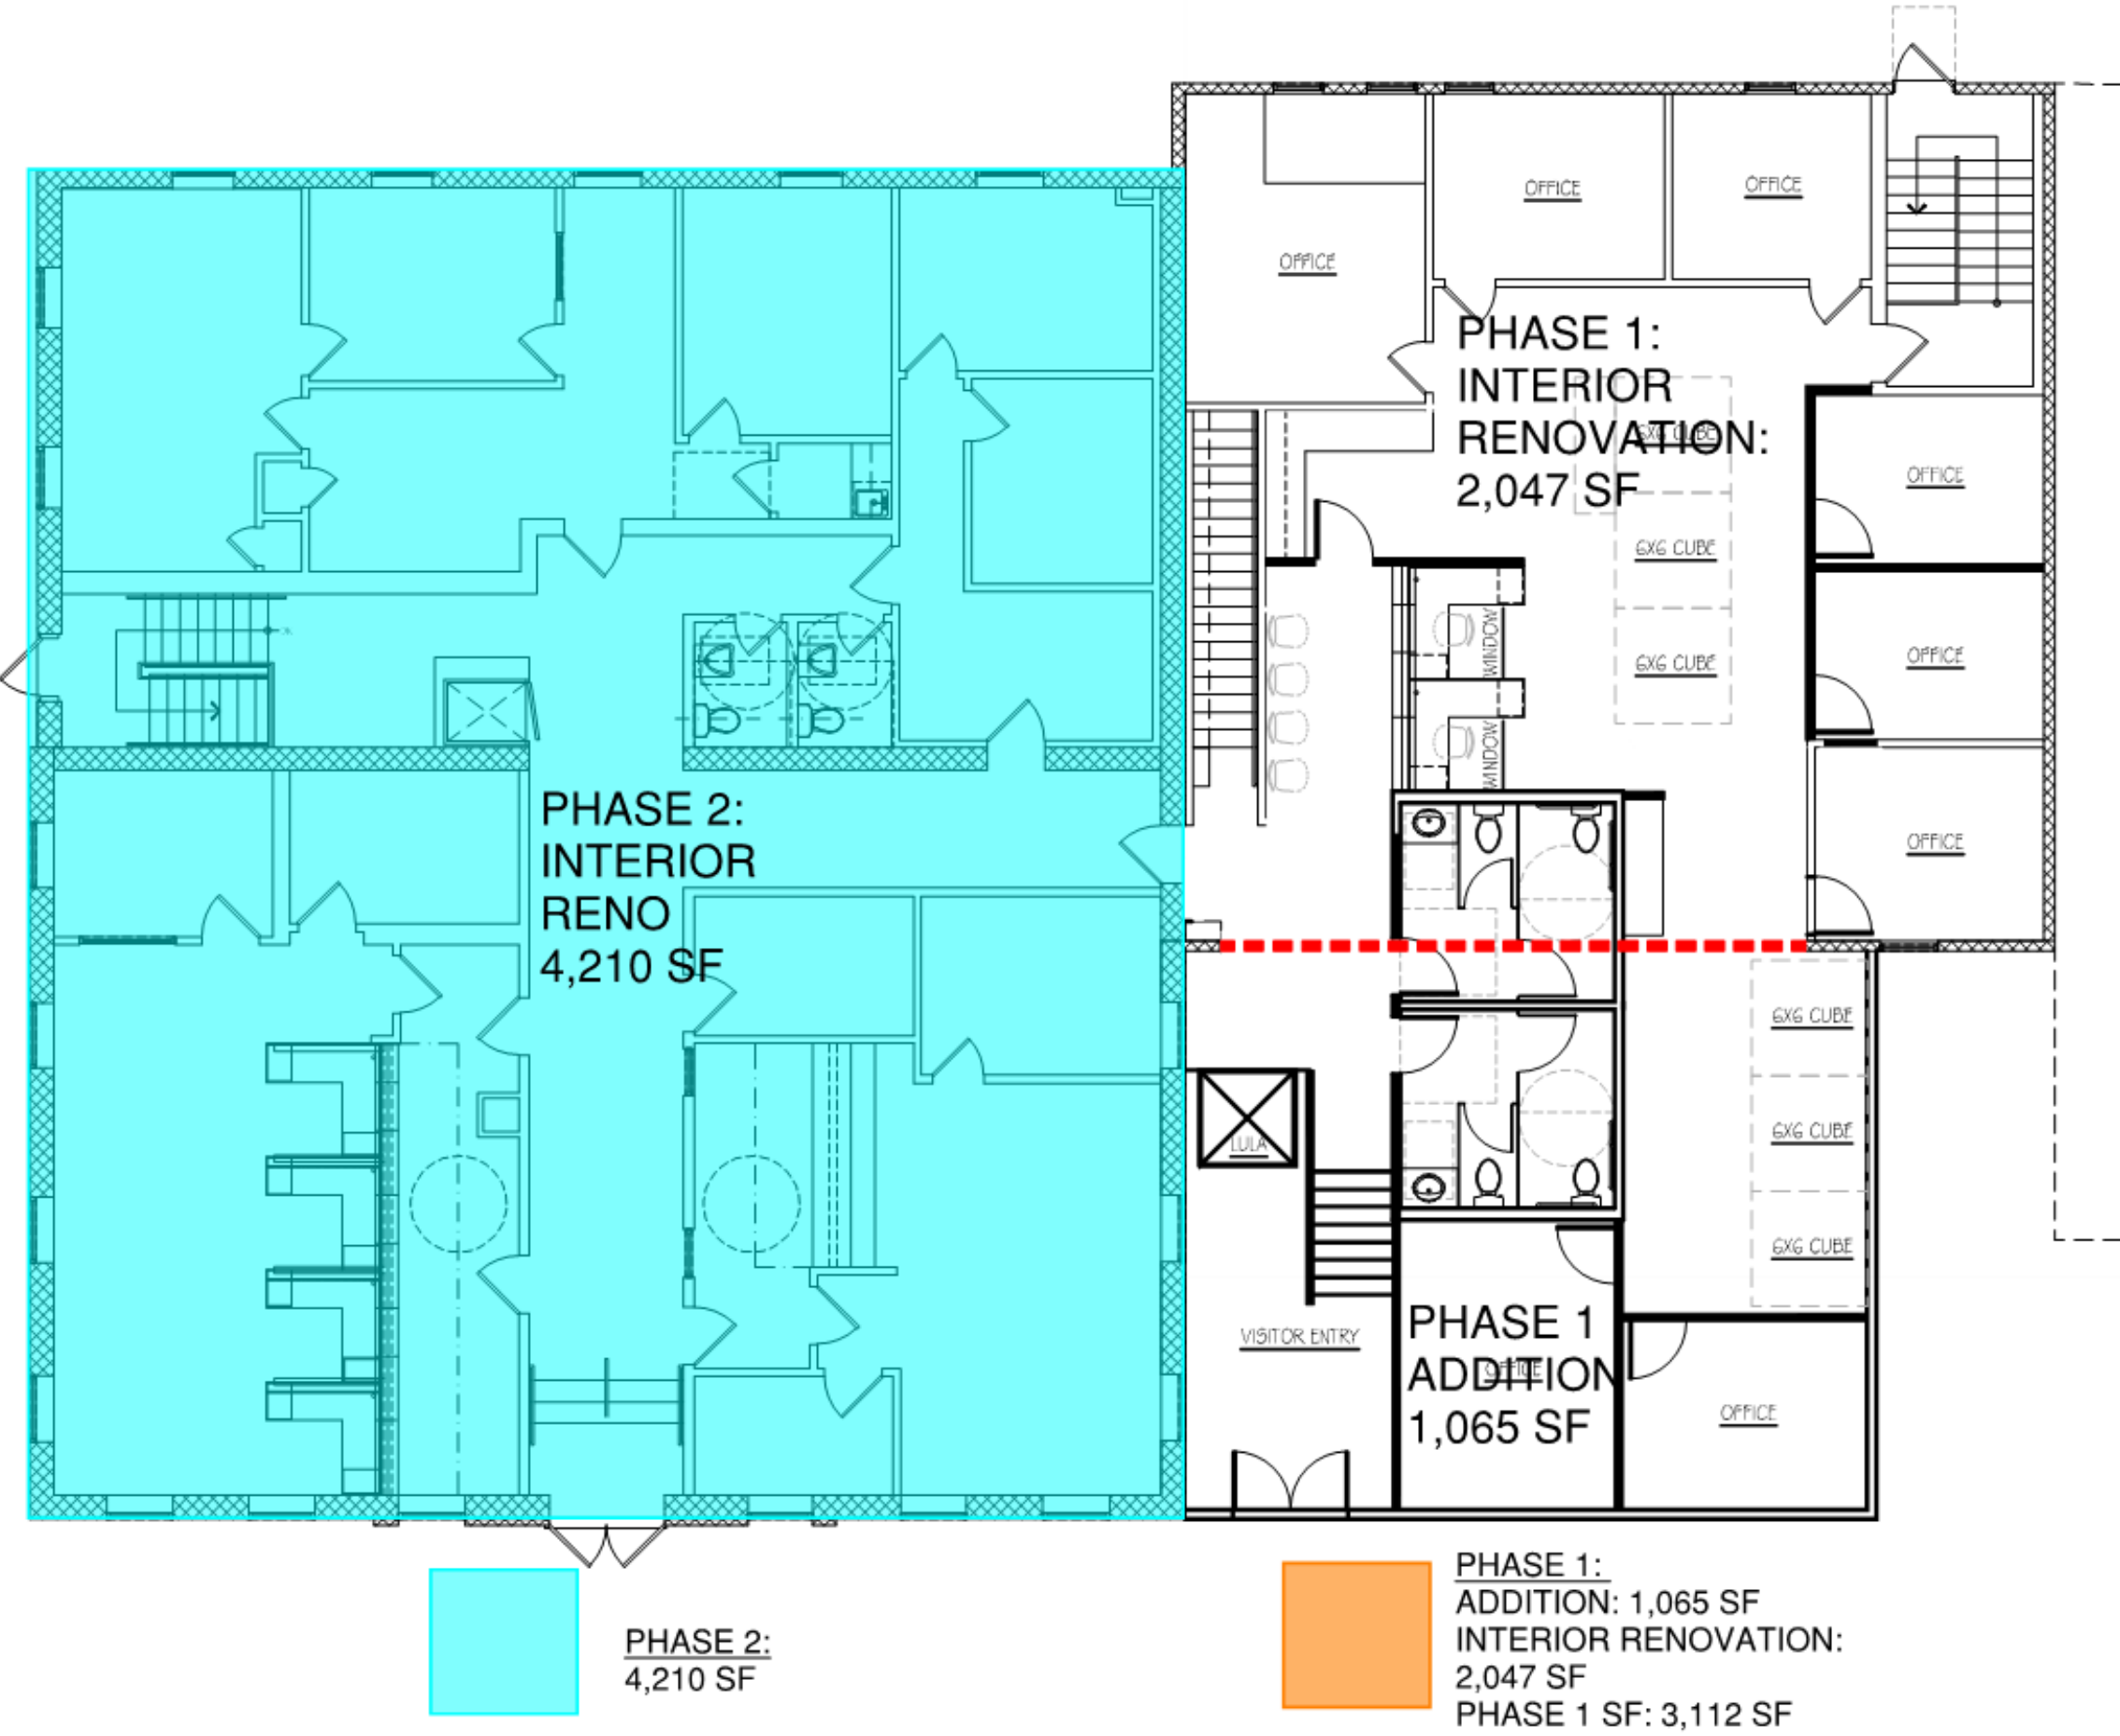 OFFICE
OFFICE
OFFICE
PHASE 1:
INTERIOR
RENOVATION:
2,047 SF
6X6 CUBE
OFFICE
6X6 CUBE
6X6 CUBE
WINDOW
WINDOW
OFFICE
OFFICE
PHASE 2:
INTERIOR
RENO
4,210 SF
6X6 CUBE
6X6 CUBE
6X6 CUBE
LULA
VISITOR ENTRY
PHASE 1
ADDITION
1,065 SF
OFFICE
OFFICE
PHASE 2:
4,210 SF
PHASE 1:
ADDITION: 1,065 SF
INTERIOR RENOVATION:
2,047 SF
PHASE 1 SF: 3,112 SF